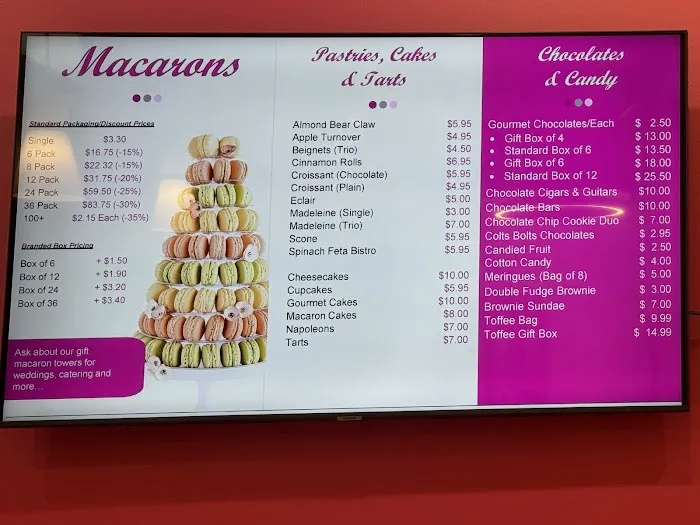 Macarons
Standard Packaging/Discount Prices
Single $3.30
6 Pack $16.75 (-15%)
8 Pack $22.32 (-15%)
12 Pack $31.75 (-20%)
24 Pack $59.50 (-25%)
36 Pack $83.75 (-30%)
100+ $2.15 Each (-35%)
Branded Box Pricing
Box of 6 + $1.50
Box of 12 + $1.90
Box of 24 + $3.20
Box of 36 + $3.40
Ask about our gift
macaron towers for
weddings, catering and
more...
Pastries, Cakes
& Tarts
Almond Bear Claw $5.95
Apple Turnover $4.95
Beignets (Trio) $4.50
Cinnamon Rolls $6.95
Croissant (Chocolate) $5.95
Croissant (Plain) $4.95
Eclair $5.00
Madeleine (Single) $3.00
Madeleine (Trio) $7.00
Scone $5.95
Spinach Feta Bistro $5.95
Cheesecakes $10.00
Cupcakes $5.95
Gourmet Cakes $10.00
Macaron Cakes $8.00
Napoleons $7.00
Tarts $7.00
Chocolates
& Candy
Gourmet Chocolates/Each $ 2.50
• Gift Box of 4 $ 13.00
• Standard Box of 6 $ 13.50
• Gift Box of 6 $ 18.00
• Standard Box of 12 $ 25.50
Chocolate Cigars & Guitars $10.00
Chocolate Bars $10.00
Chocolate Chip Cookie Duo $ 7.00
Colts Bolts Chocolates $ 2.95
Candied Fruit $ 2.50
Cotton Candy $ 4.00
Meringues (Bag of 8) $ 5.00
Double Fudge Brownie $ 3.00
Brownie Sundae $ 7.00
Toffee Bag $ 9.99
Toffee Gift Box $ 14.99